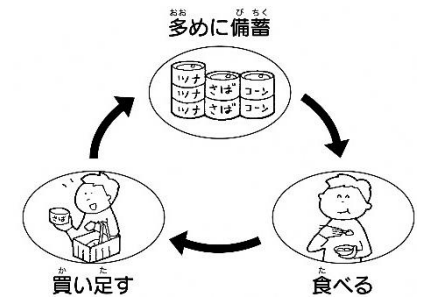 おお び ちく
多めに備蓄
ツナ さば
ツナ さば コーン
ツナ さば コーン
さば
か た
買い足す
た
食べる